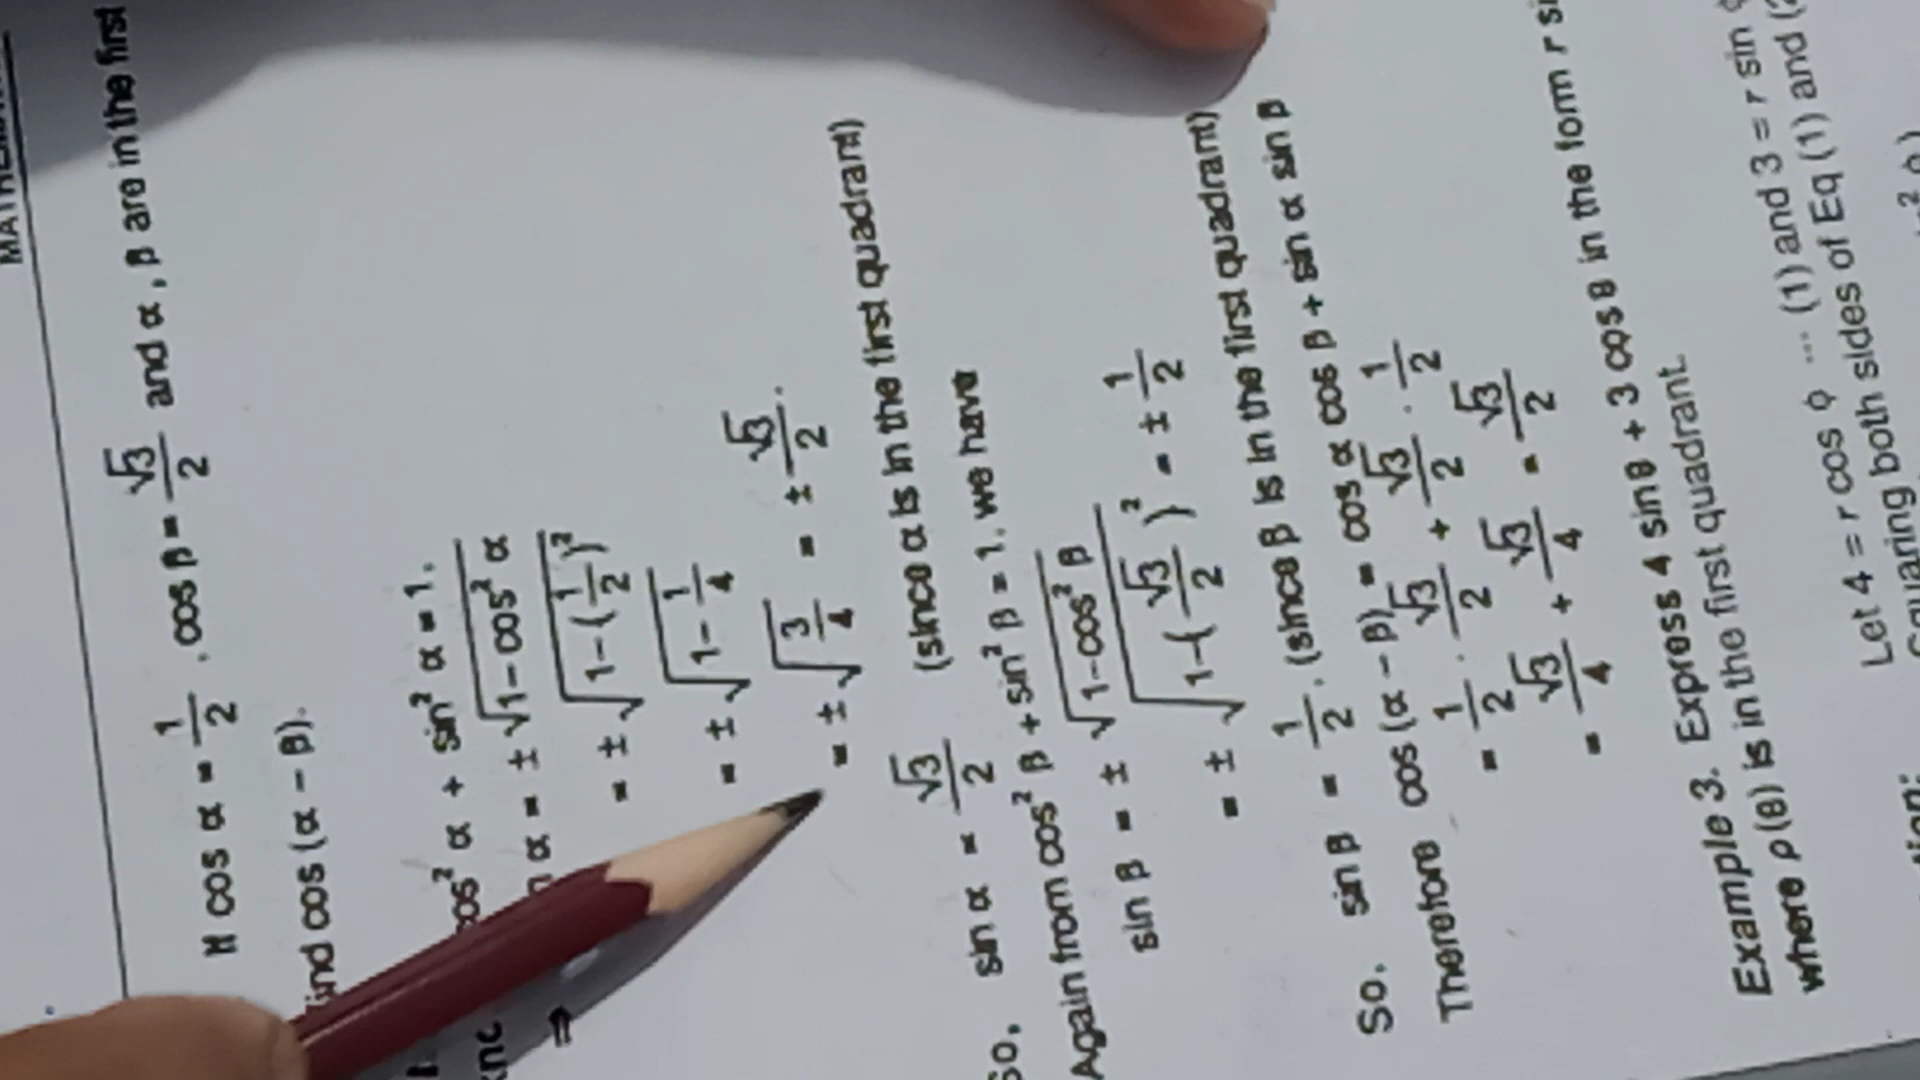 If cos α = 1/2 , cos β = √3/2 and α , β are in the first
find cos (α – β).
cos² α + sin² α = 1.
⇒ α = ± √1 – cos² α
= ± √1 – (1/2)²
= ± √1 – 1/4
= ± √3/4 = ± √3/2 .
So, sin α = √3/2 (since α is in the first quadrant)
Again from cos² β + sin² β = 1, we have
sin β = ± √1 – cos² β
= ± √1 – (√3/2)² = ± 1/2
So, sin β = 1/2 . (since β is in the first quadrant)
Therefore cos (α – β) = cos α cos β + sin α sin β
= 1/2 . √3/2 + √3/2 . 1/2
= √3/4 + √3/4 = √3/2
Example 3. Express 4 sin θ + 3 cos θ in the form r
where ρ(θ) is in the first quadrant.
Let 4 = r cos φ ... (1) and 3 = r sin φ
Squaring both sides of Eq (1) and